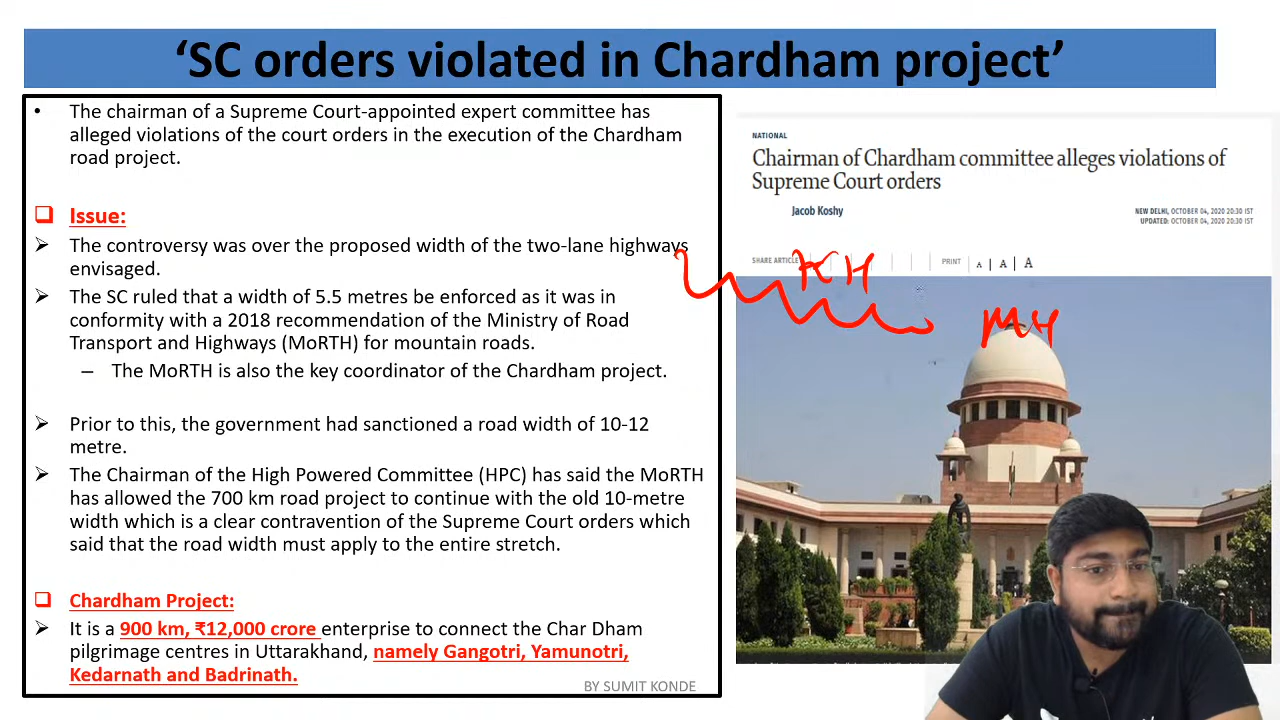 ‘SC orders violated in Chardham project’
• The chairman of a Supreme Court-appointed expert committee has
alleged violations of the court orders in the execution of the Chardham
road project.
❑ Issue:
➢ The controversy was over the proposed width of the two-lane highways
envisaged.
➢ The SC ruled that a width of 5.5 metres be enforced as it was in
conformity with a 2018 recommendation of the Ministry of Road
Transport and Highways (MoRTH) for mountain roads.
– The MoRTH is also the key coordinator of the Chardham project.
➢ Prior to this, the government had sanctioned a road width of 10-12
metre.
➢ The Chairman of the High Powered Committee (HPC) has said the MoRTH
has allowed the 700 km road project to continue with the old 10-metre
width which is a clear contravention of the Supreme Court orders which
said that the road width must apply to the entire stretch.
❑ Chardham Project:
➢ It is a 900 km, ₹12,000 crore enterprise to connect the Char Dham
pilgrimage centres in Uttarakhand, namely Gangotri, Yamunotri,
Kedarnath and Badrinath.
BY SUMIT KONDE
NATIONAL
Chairman of Chardham committee alleges violations of
Supreme Court orders
Jacob Koshy
NEW DELHI, OCTOBER 04, 2020 20:30 IST
UPDATED: OCTOBER 04, 2020 20:30 IST
SHARE ARTICLE
PRINT A | A | A
MH